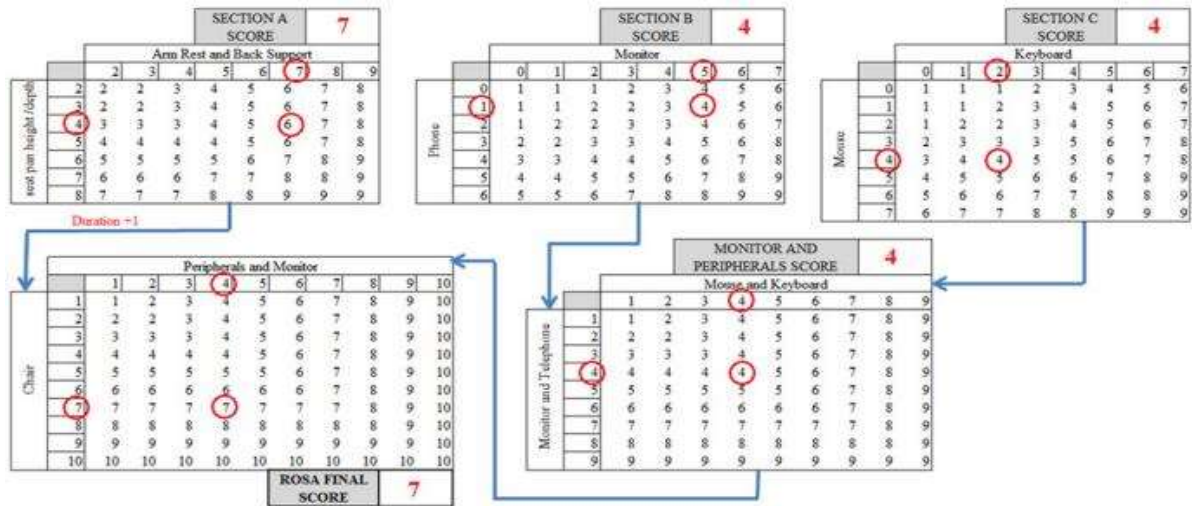 SECTION A SCORE 7
Arm Rest and Back Support
2 3 4 5 6 7 8 9
seat pan height/depth
2 2 2 3 4 5 6 7 8
3 2 2 3 4 5 6 7 8
4 3 3 3 4 5 6 7 8
5 4 4 4 4 5 6 7 8
6 5 5 5 5 6 7 8 9
7 6 6 6 7 7 8 8 9
8 7 7 7 8 8 9 9 9
SECTION B SCORE 4
Monitor
0 1 2 3 4 5 6 7
Phone
0 1 1 1 2 3 4 5 6
1 1 1 2 2 3 4 5 6
2 1 2 2 3 3 4 6 7
3 2 2 3 3 4 5 6 8
4 3 3 4 4 5 6 7 8
5 4 4 5 5 6 7 8 9
6 5 5 6 7 8 8 9 9
SECTION C SCORE 4
Keyboard
0 1 2 3 4 5 6 7
Mouse
0 1 1 1 2 3 4 5 6
1 1 1 2 3 4 5 6 7
2 1 2 2 3 4 5 6 7
3 2 3 3 3 5 6 7 8
4 3 4 4 5 5 6 7 8
5 4 5 5 6 6 7 8 9
6 5 6 6 7 7 8 8 9
7 6 7 7 8 8 9 9 9
Duration +1
MONITOR AND PERIPHERALS SCORE 4
Mouse and Keyboard
1 2 3 4 5 6 7 8 9
Monitor and Telephone
1 1 2 3 4 5 6 7 8 9
2 2 2 3 4 5 6 7 8 9
3 3 3 3 4 5 6 7 8 9
4 4 4 4 4 5 6 7 8 9
5 5 5 5 5 5 6 7 8 9
6 6 6 6 6 6 6 7 8 9
7 7 7 7 7 7 7 7 8 9
8 8 8 8 8 8 8 8 8 9
9 9 9 9 9 9 9 9 9 9
Peripherals and Monitor
1 2 3 4 5 6 7 8 9 10
Chair
1 1 2 3 4 5 6 7 8 9 10
2 2 2 3 4 5 6 7 8 9 10
3 3 3 3 4 5 6 7 8 9 10
4 4 4 4 4 5 6 7 8 9 10
5 5 5 5 5 5 6 7 8 9 10
6 6 6 6 6 6 6 7 8 9 10
7 7 7 7 7 7 7 7 8 9 10
8 8 8 8 8 8 8 8 8 9 10
9 9 9 9 9 9 9 9 9 9 10
10 10 10 10 10 10 10 10 10 10 10
ROSA FINAL SCORE 7